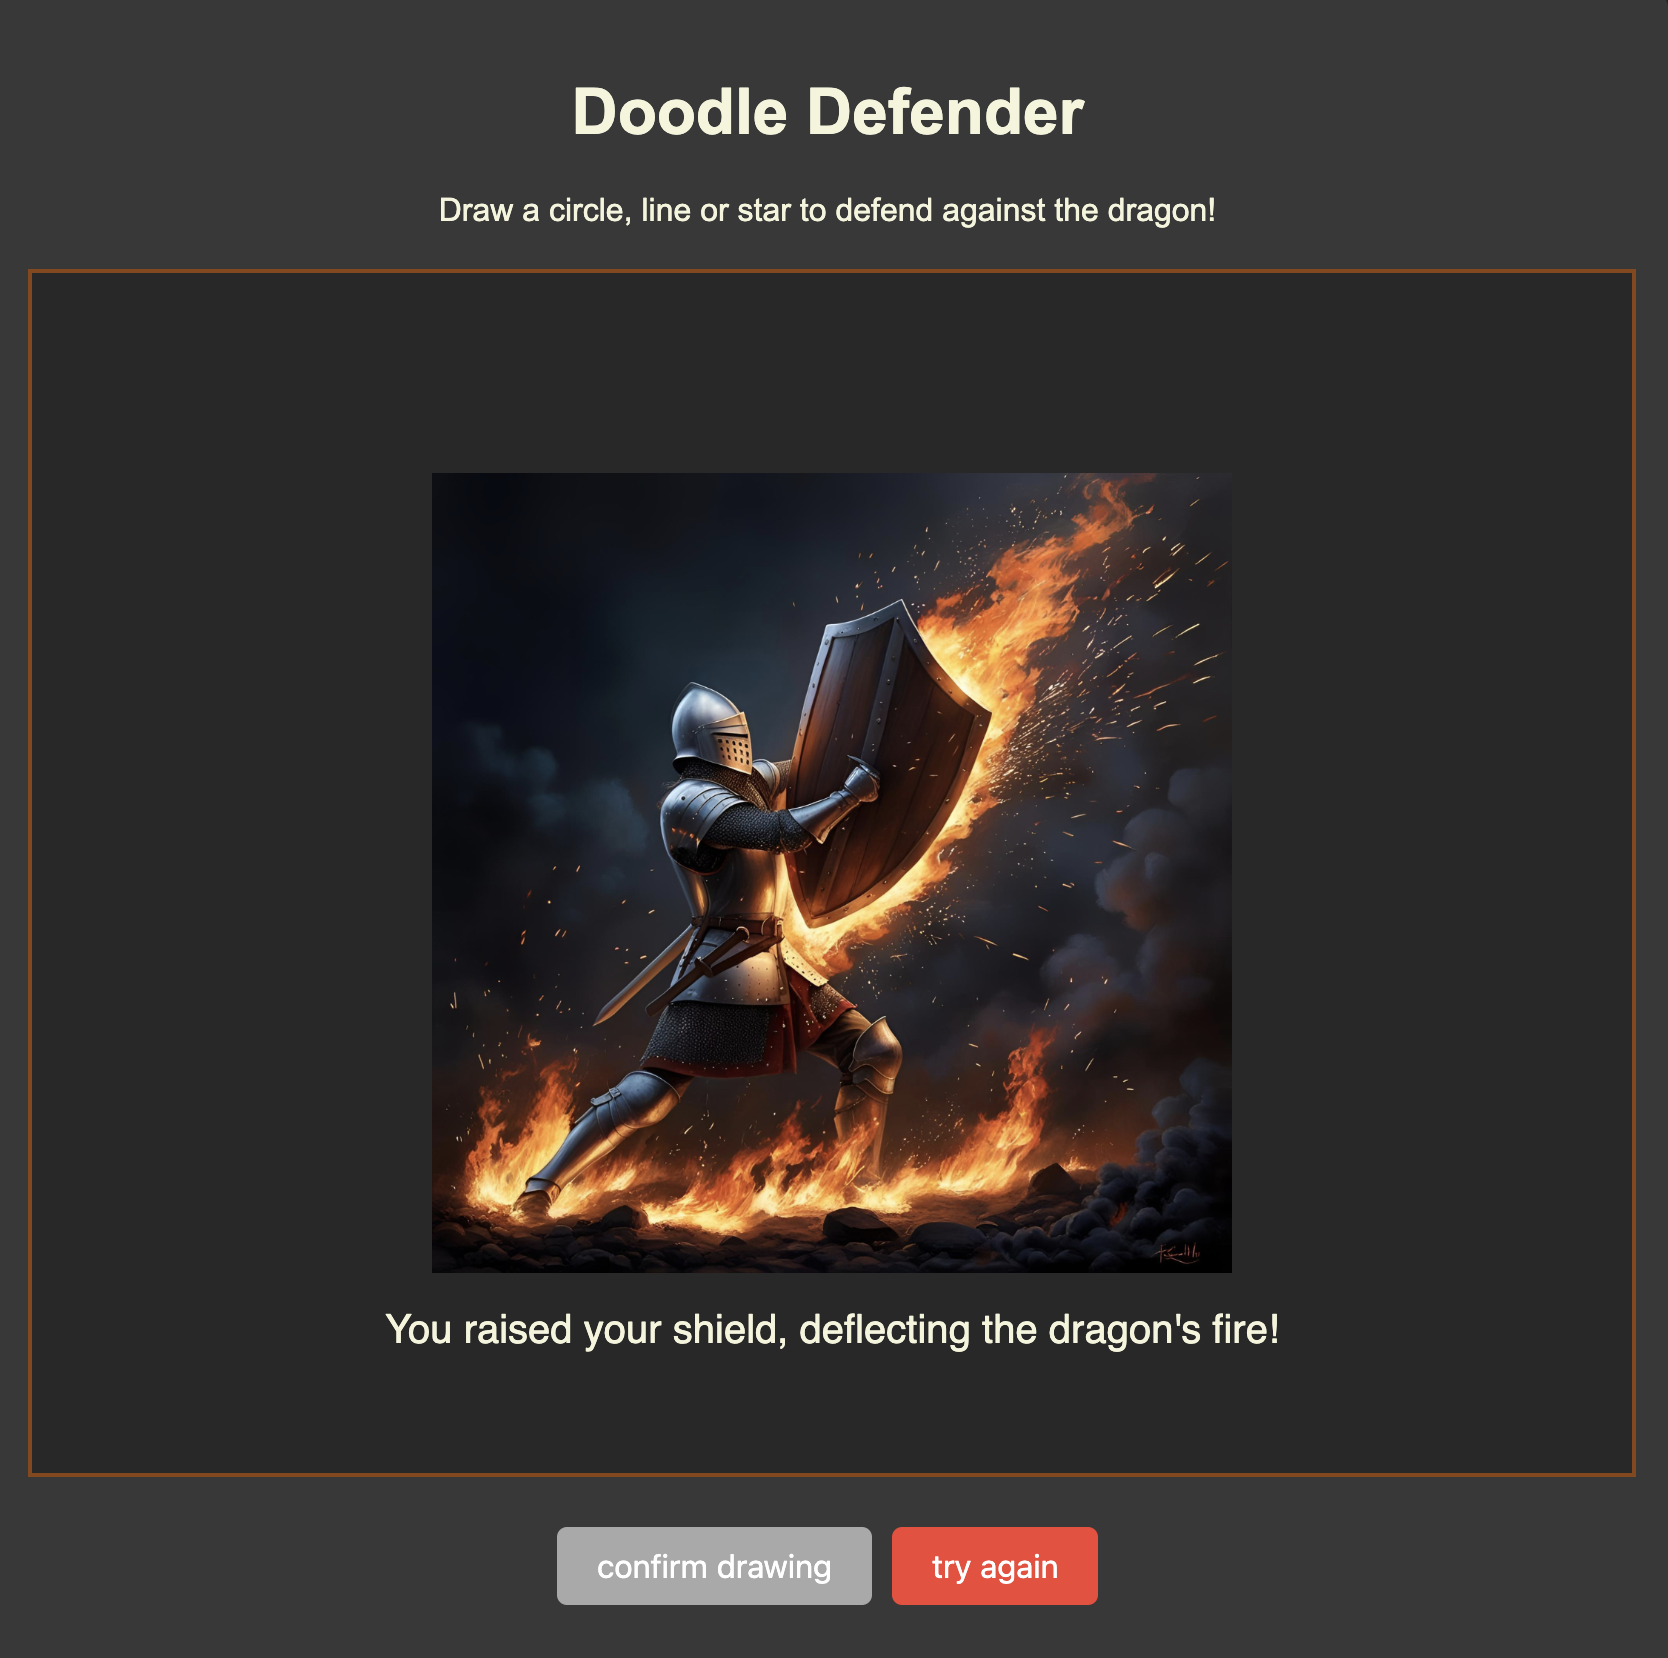 Doodle Defender
Draw a circle, line or star to defend against the dragon!
You raised your shield, deflecting the dragon's fire!
confirm drawing
try again